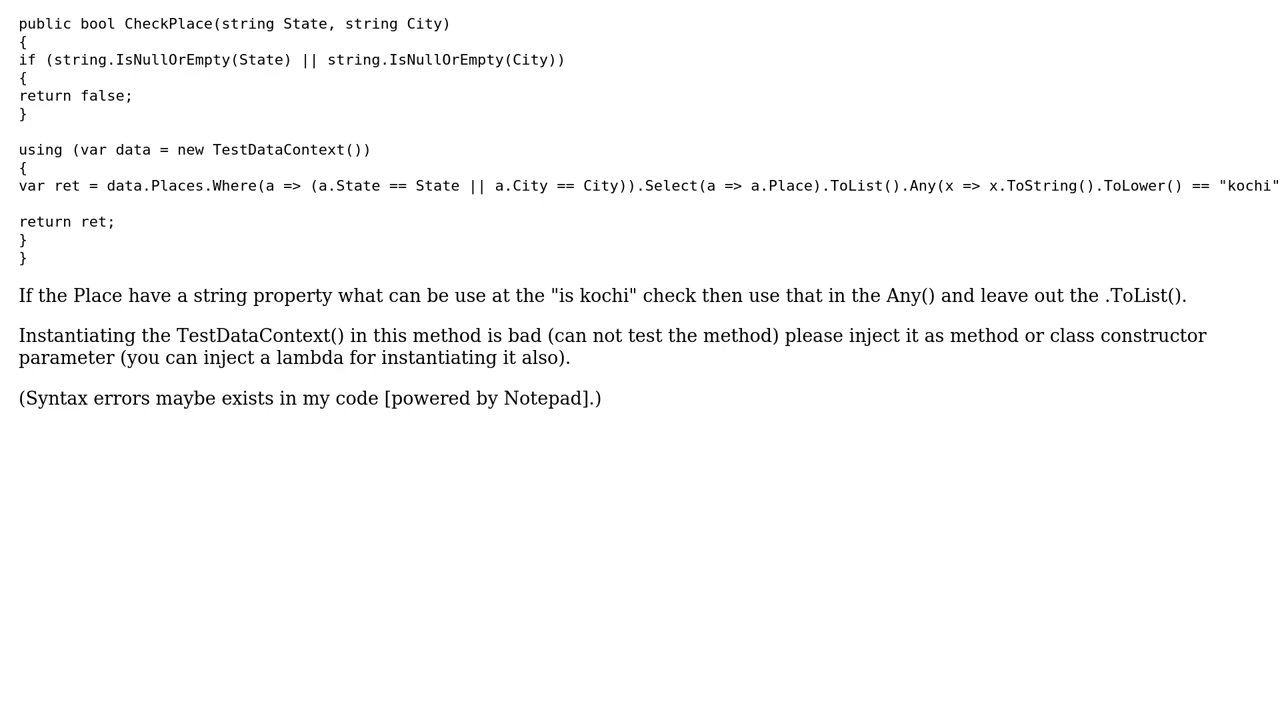 public bool CheckPlace(string State, string City)
{
if (string.IsNullOrEmpty(State) || string.IsNullOrEmpty(City))
{
return false;
}
using (var data = new TestDataContext())
{
var ret = data.Places.Where(a => (a.State == State || a.City == City)).Select(a => a.Place).ToList().Any(x => x.ToString().ToLower() == "kochi"
return ret;
}
}
If the Place have a string property what can be use at the "is kochi" check then use that in the Any() and leave out the .ToList().
Instantiating the TestDataContext() in this method is bad (can not test the method) please inject it as method or class constructor
parameter (you can inject a lambda for instantiating it also).
(Syntax errors maybe exists in my code [powered by Notepad].)